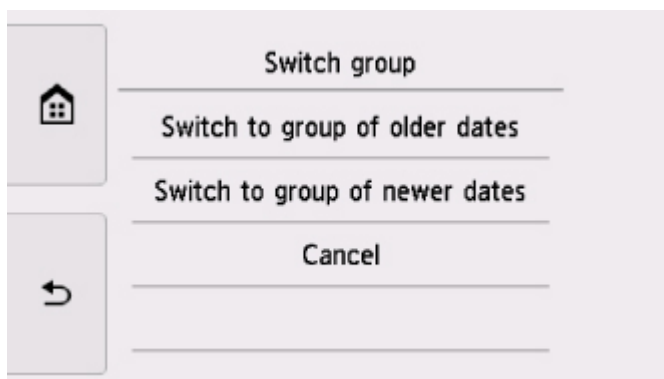 Switch group
Switch to group of older dates
Switch to group of newer dates
Cancel